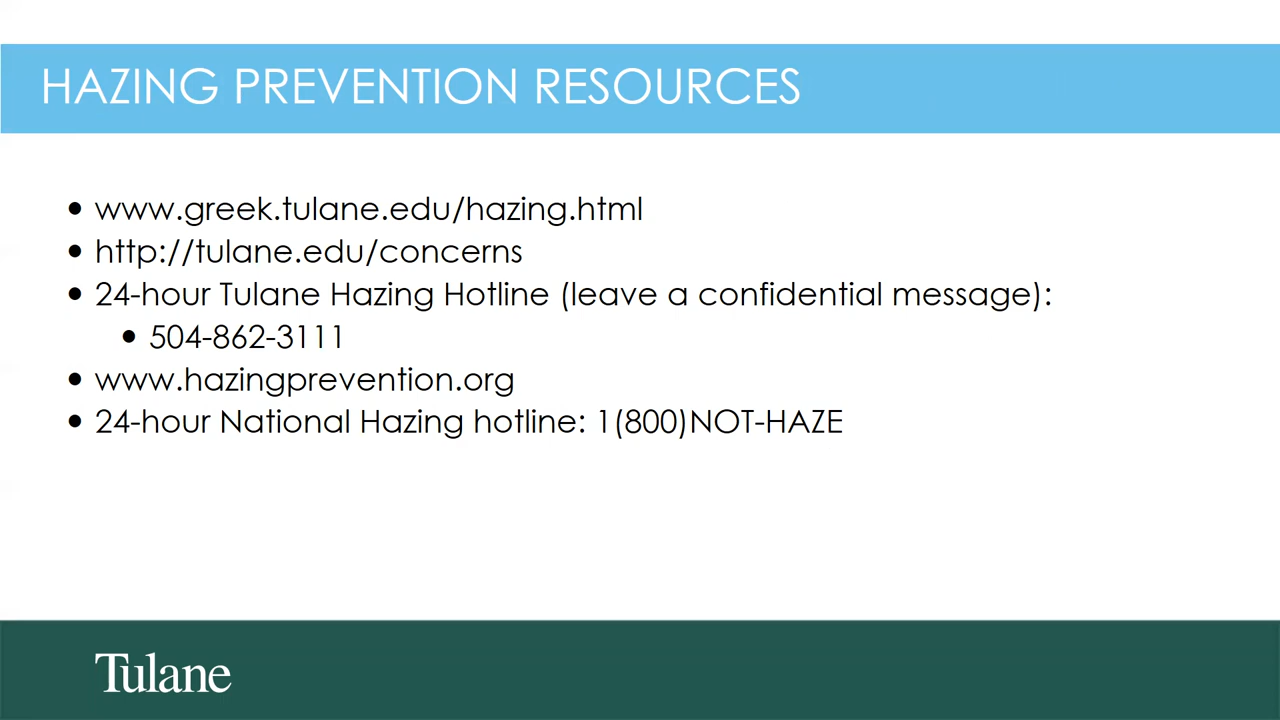 HAZING PREVENTION RESOURCES
• www.greek.tulane.edu/hazing.html
• http://tulane.edu/concerns
• 24-hour Tulane Hazing Hotline (leave a confidential message):
• 504-862-3111
• www.hazingprevention.org
• 24-hour National Hazing hotline: 1(800)NOT-HAZE
Tulane